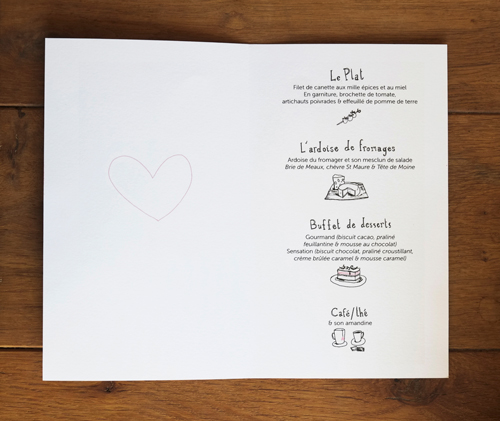 Le Plat
Filet de canette aux mille épices et au miel
En garniture, brochette de tomate,
artichauts poivrades & effeuillé de pomme de terre
L'ardoise de fromages
Ardoise du fromager et son mesclun de salade
Brie de Meaux, chèvre St Maure & Tête de Moine
Buffet de desserts
Gourmand (biscuit cacao, praliné
feuillantine & mousse au chocolat)
Sensation (biscuit chocolat, praliné croustillant,
crème brûlée caramel & mousse caramel)
Café/thé
& son amandine